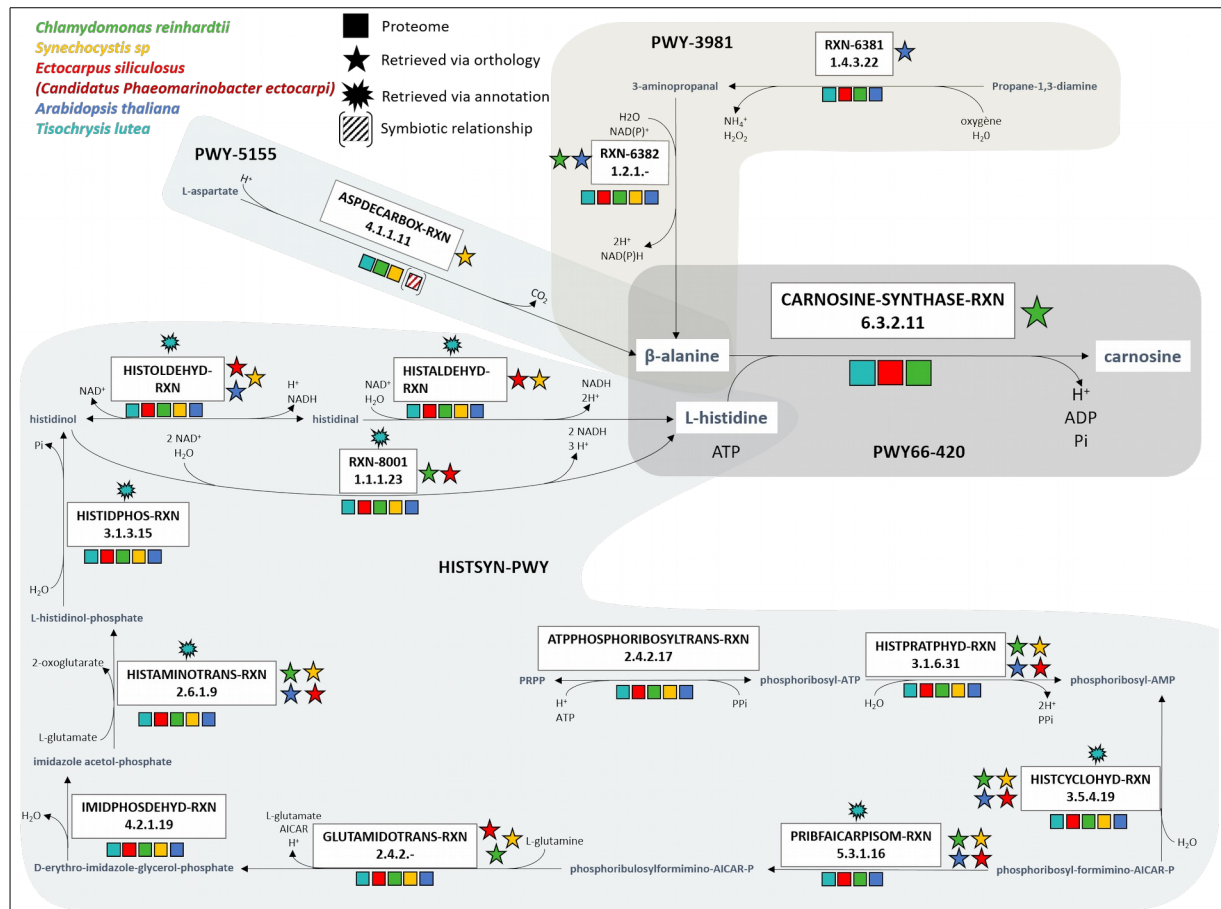 Chlamydomonas reinhardtii
Synechocystis sp
Ectocarpus siliculosus
(Candidatus Phaeomarinobacter ectocarpi)
Arabidopsis thaliana
Tisochrysis lutea
Proteome
Retrieved via orthology
Retrieved via annotation
Symbiotic relationship
PWY-3981
RXN-6381
1.4.3.22
3-aminopropanal
Propane-1,3-diamine
NH₄⁺
H₂O₂
oxygène
H₂0
H2O
NAD(P)⁺
RXN-6382
1.2.1.-
2H⁺
NAD(P)H
PWY-5155
L-aspartate
H⁺
ASPDECARBOX-RXN
4.1.1.11
CO₂
CARNOSINE-SYNTHASE-RXN
6.3.2.11
β-alanine
carnosine
H⁺
ADP
Pi
L-histidine
ATP
PWY66-420
HISTOLDEHYD-
RXN
NAD⁺
H⁺
NADH
histidinol
HISTALDEHYD-
RXN
NAD⁺
H₂O
NADH
2H⁺
histidinal
2 NAD⁺
H₂O
RXN-8001
1.1.1.23
2 NADH
3 H⁺
Pi
HISTIDPHOS-RXN
3.1.3.15
H₂O
HISTSYN-PWY
L-histidinol-phosphate
2-oxoglutarate
HISTAMINOTRANS-RXN
2.6.1.9
L-glutamate
imidazole acetol-phosphate
ATPPHOSPHORIBOSYLTRANS-RXN
2.4.2.17
PRPP
H⁺
ATP
PPi
phosphoribosyl-ATP
HISTPRATPHYD-RXN
3.1.6.31
H₂O
2H⁺
PPi
phosphoribosyl-AMP
HISTCYCLOHYD-RXN
3.5.4.19
H₂O
IMIDPHOSDEHYD-RXN
4.2.1.19
H₂O
D-erythro-imidazole-glycerol-phosphate
L-glutamate
AICAR
H⁺
GLUTAMIDOTRANS-RXN
2.4.2.-
L-glutamine
phosphoribulosylformimino-AICAR-P
PRIBFAICARPISOM-RXN
5.3.1.16
phosphoribosyl-formimino-AICAR-P